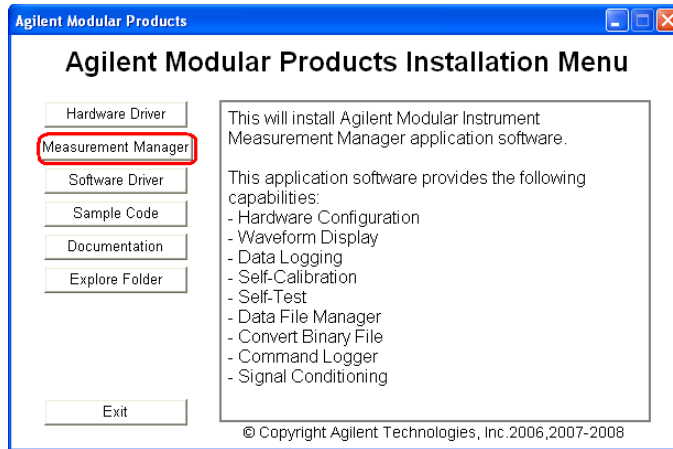 Agilent Modular Products
Agilent Modular Products Installation Menu
Hardware Driver
Measurement Manager
Software Driver
Sample Code
Documentation
Explore Folder
Exit
This will install Agilent Modular Instrument
Measurement Manager application software.
This application software provides the following
capabilities:
- Hardware Configuration
- Waveform Display
- Data Logging
- Self-Calibration
- Self-Test
- Data File Manager
- Convert Binary File
- Command Logger
- Signal Conditioning
© Copyright Agilent Technologies, Inc.2006,2007-2008